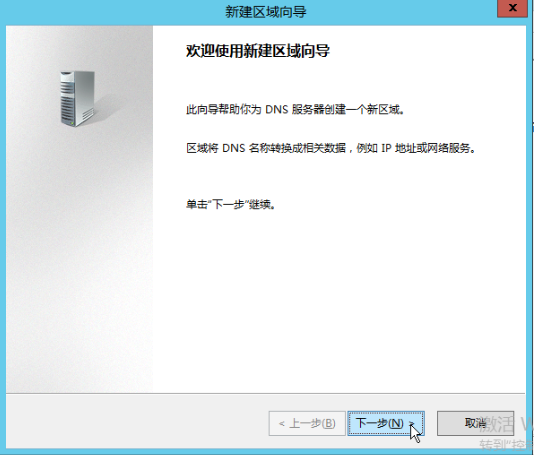 新建区域向导
x
欢迎使用新建区域向导
此向导帮助你为 DNS 服务器创建一个新区域。
区域将 DNS 名称转换成相关数据，例如 IP 地址或网络服务。
单击“下一步”继续。
< 上一步(B)
下一步(N) >
取消
激活 W
转到“控